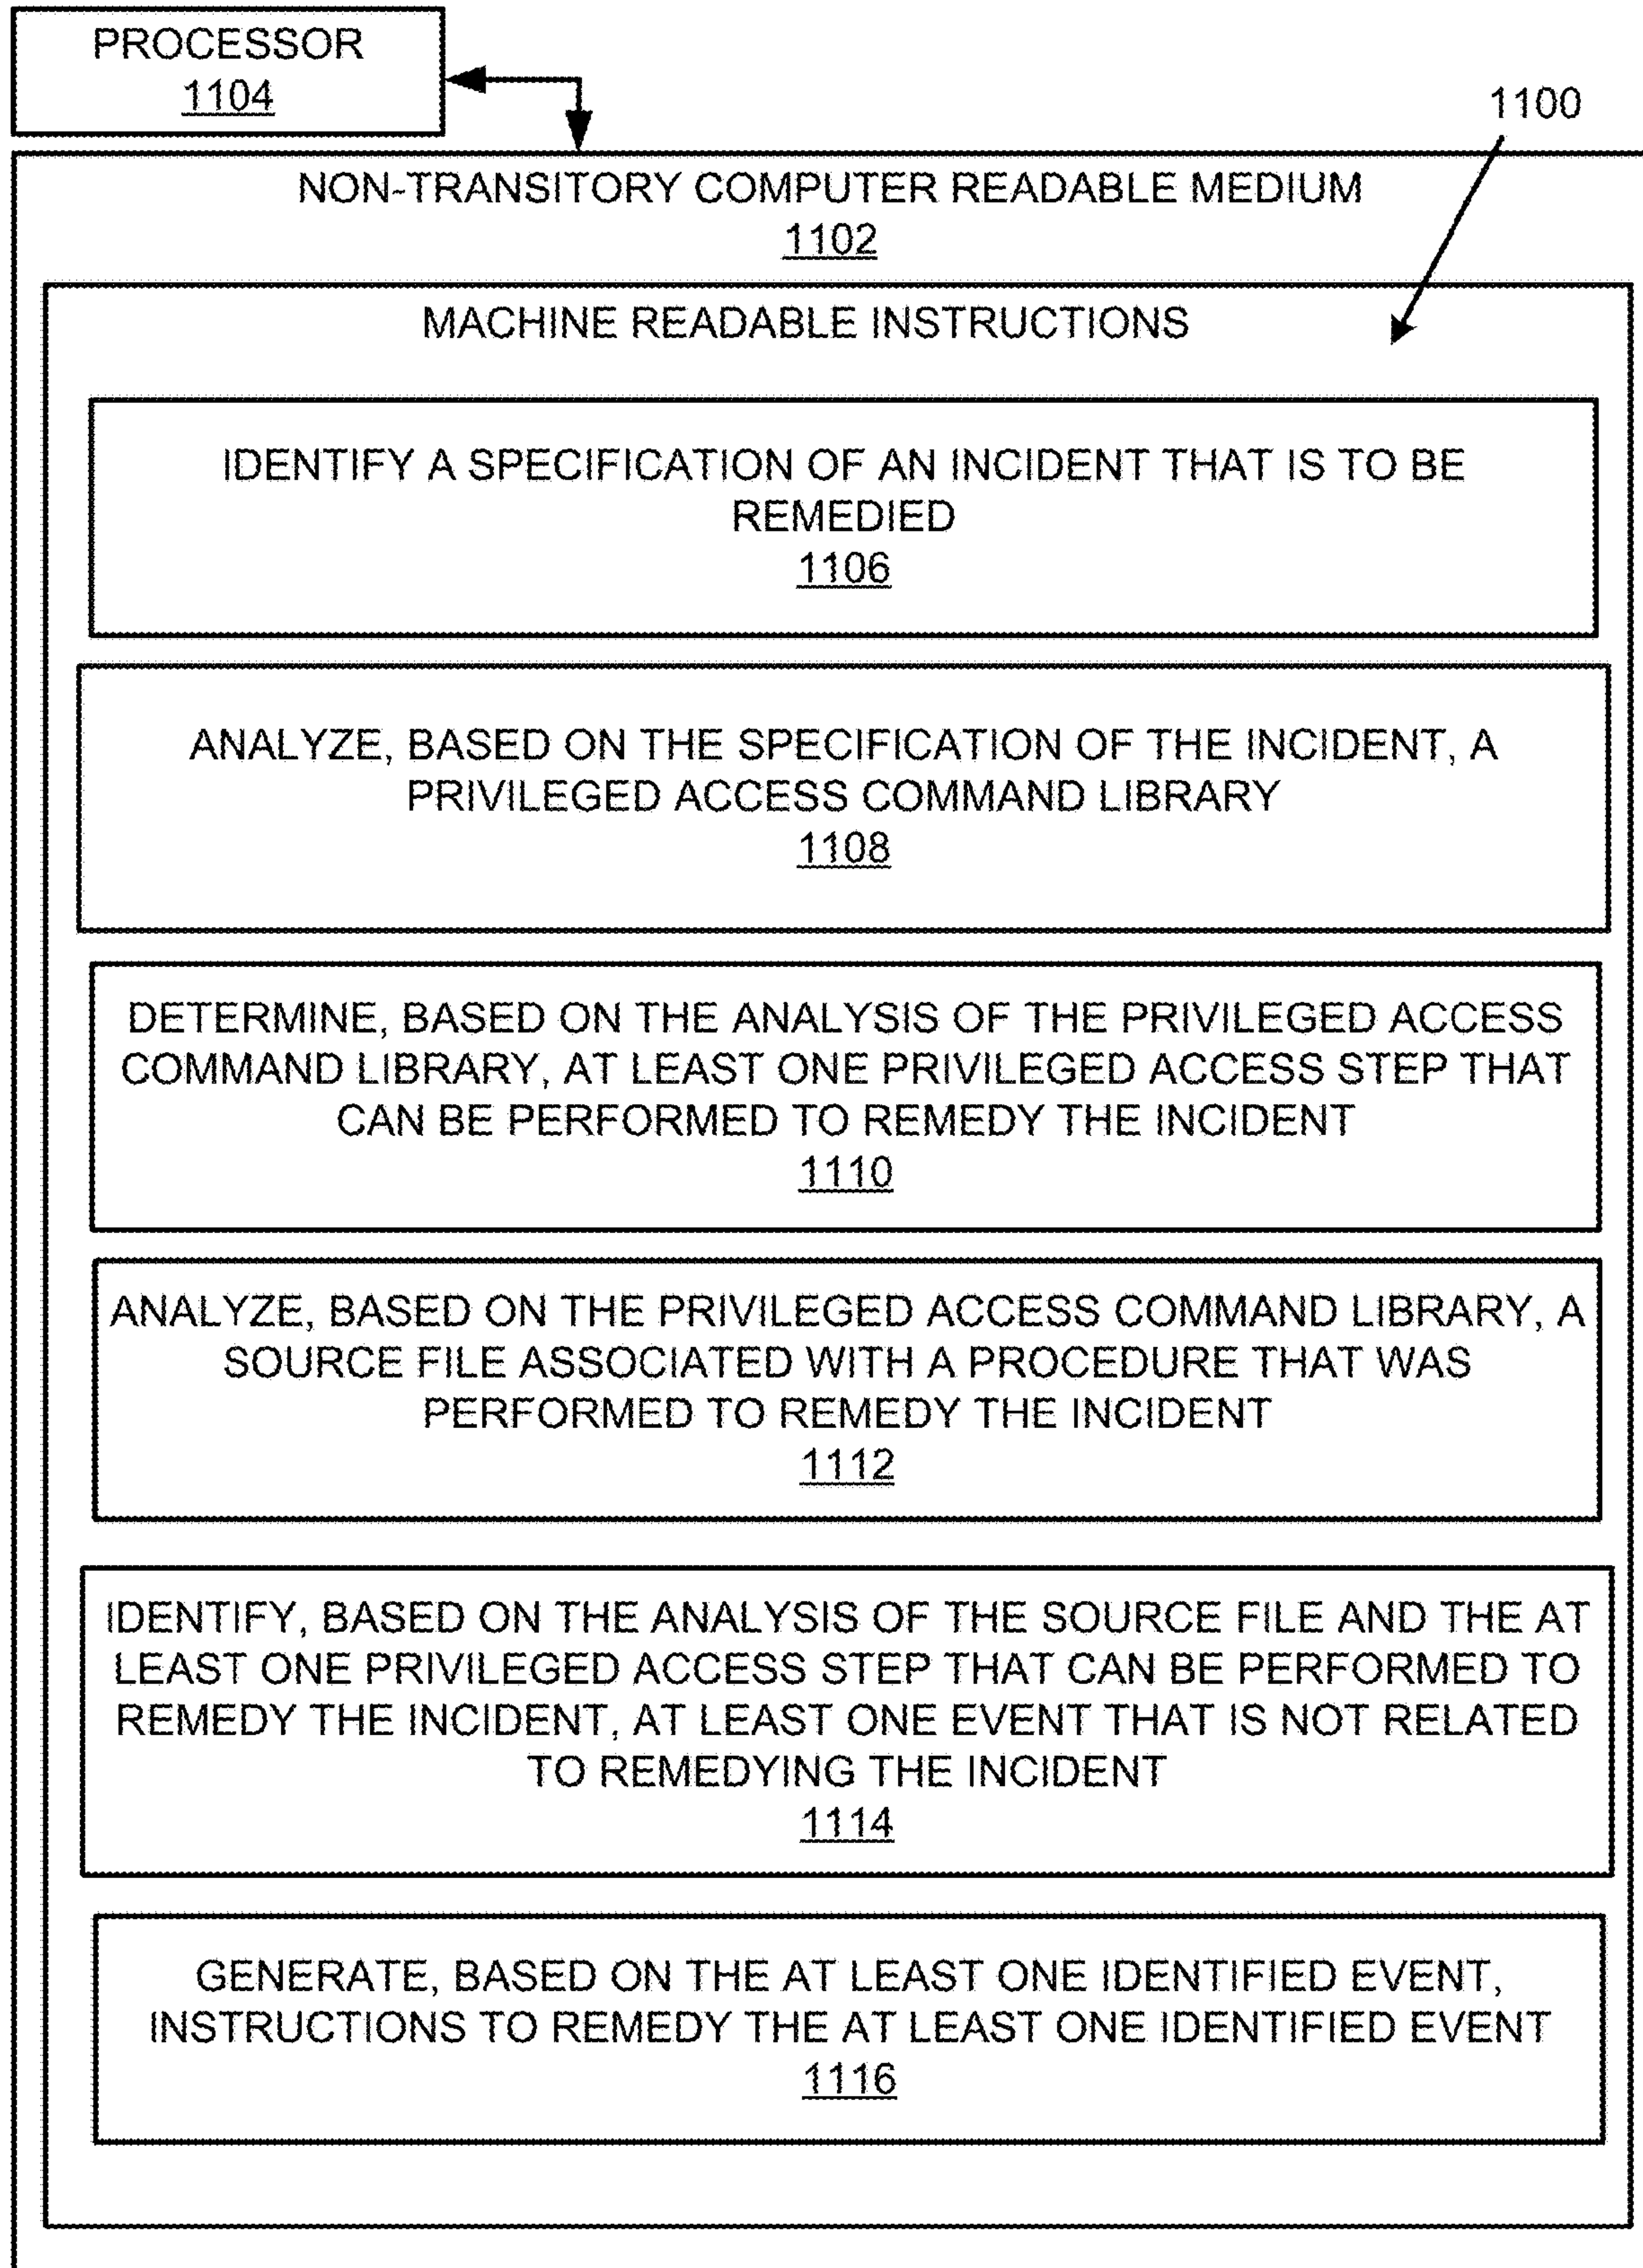 PROCESSOR
1104
1100
NON-TRANSITORY COMPUTER READABLE MEDIUM
1102
MACHINE READABLE INSTRUCTIONS
IDENTIFY A SPECIFICATION OF AN INCIDENT THAT IS TO BE
REMEDIED
1106
ANALYZE, BASED ON THE SPECIFICATION OF THE INCIDENT, A
PRIVILEGED ACCESS COMMAND LIBRARY
1108
DETERMINE, BASED ON THE ANALYSIS OF THE PRIVILEGED ACCESS
COMMAND LIBRARY, AT LEAST ONE PRIVILEGED ACCESS STEP THAT
CAN BE PERFORMED TO REMEDY THE INCIDENT
1110
ANALYZE, BASED ON THE PRIVILEGED ACCESS COMMAND LIBRARY, A
SOURCE FILE ASSOCIATED WITH A PROCEDURE THAT WAS
PERFORMED TO REMEDY THE INCIDENT
1112
IDENTIFY, BASED ON THE ANALYSIS OF THE SOURCE FILE AND THE AT
LEAST ONE PRIVILEGED ACCESS STEP THAT CAN BE PERFORMED TO
REMEDY THE INCIDENT, AT LEAST ONE EVENT THAT IS NOT RELATED
TO REMEDYING THE INCIDENT
1114
GENERATE, BASED ON THE AT LEAST ONE IDENTIFIED EVENT,
INSTRUCTIONS TO REMEDY THE AT LEAST ONE IDENTIFIED EVENT
1116